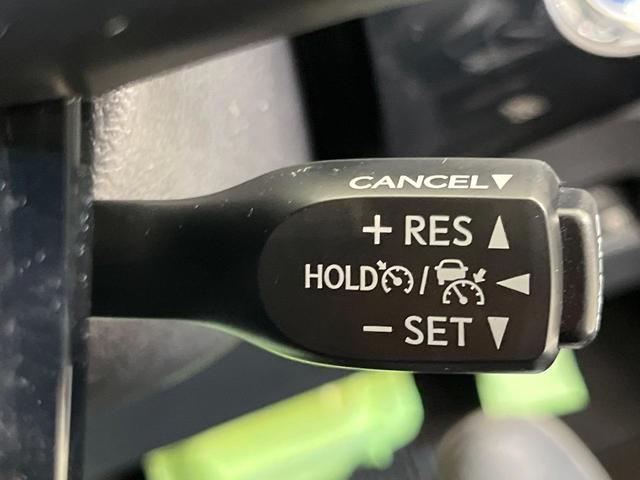 CANCEL▼
+ RES ▲
HOLD / ◀
− SET ▼